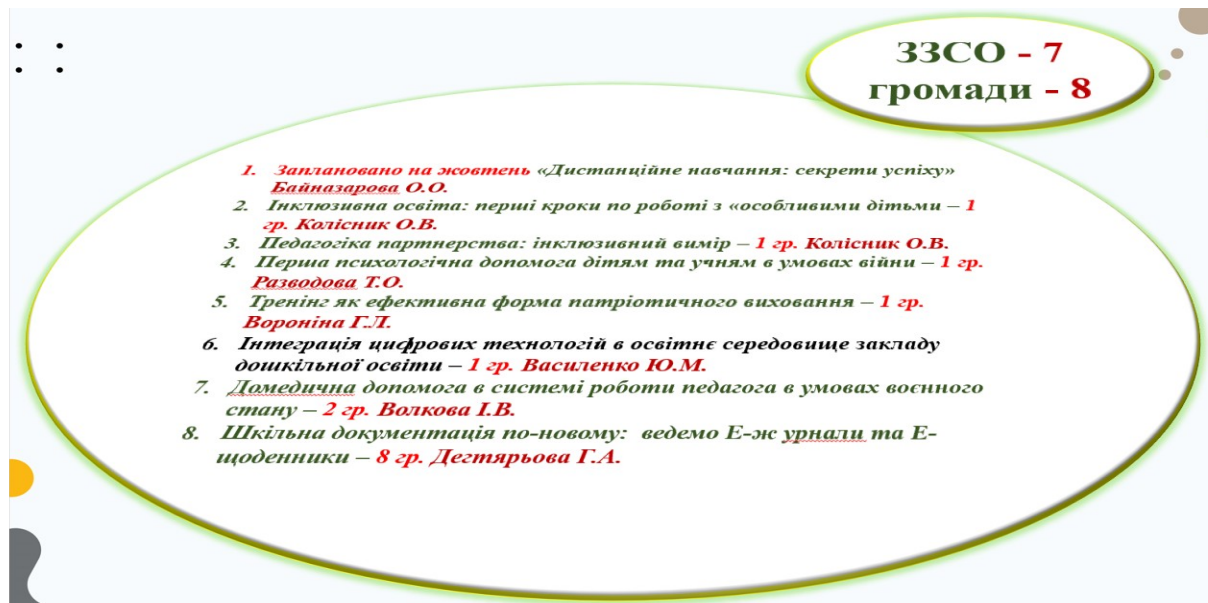 ЗЗСО - 7
громади - 8
1. Заплановано на жовтень «Дистанційне навчання: секрети успіху»
Байназарова О.О.
2. Інклюзивна освіта: перші кроки по роботі з «особливими дітьми – 1
гр. Колісник О.В.
3. Педагогіка партнерства: інклюзивний вимір – 1 гр. Колісник О.В.
4. Перша психологічна допомога дітям та учням в умовах війни – 1 гр.
Разводова Т.О.
5. Тренінг як ефективна форма патріотичного виховання – 1 гр.
Вороніна Г.Л.
6. Інтеграція цифрових технологій в освітнє середовище закладу
дошкільної освіти – 1 гр. Василенко Ю.М.
7. Домедична допомога в системі роботи педагога в умовах воєнного
стану – 2 гр. Волкова І.В.
8. Шкільна документація по-новому: ведемо Е-ж урнали та Е-
щоденники – 8 гр. Дегтярьова Г.А.